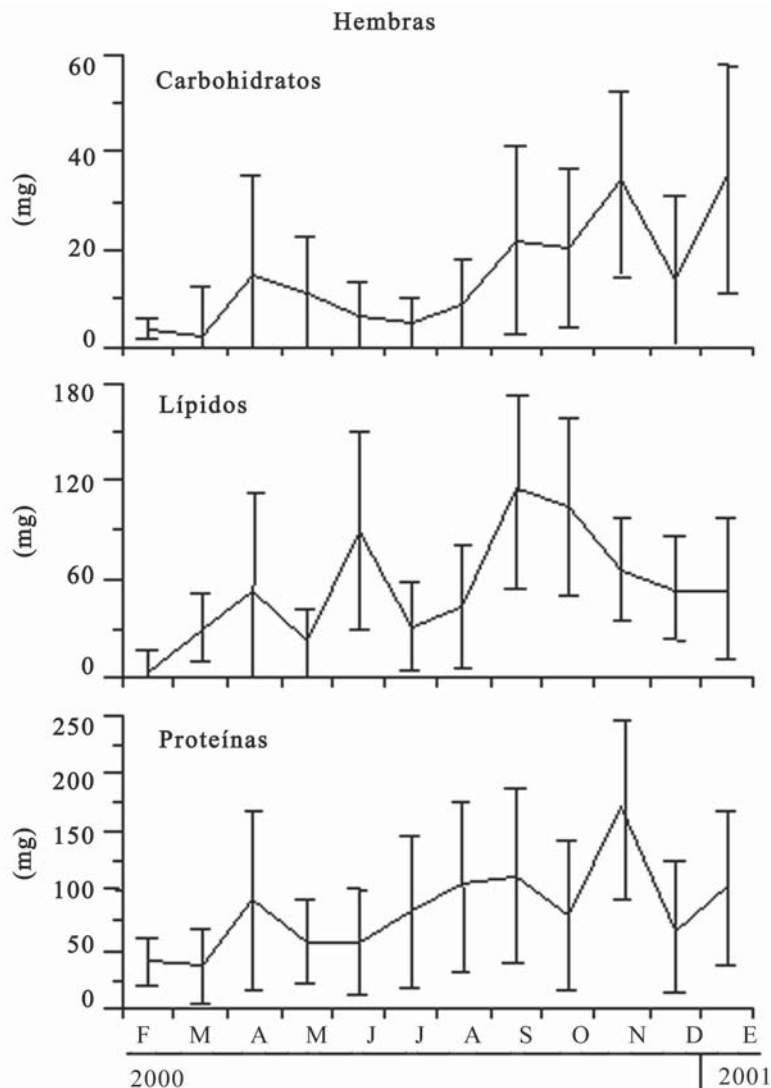 Hembras
Carbohidratos
60
40
20
0
(mg)
Lípidos
180
120
60
0
(mg)
Proteínas
250
200
150
100
50
0
(mg)
F M A M J J A S O N D E
2000 2001